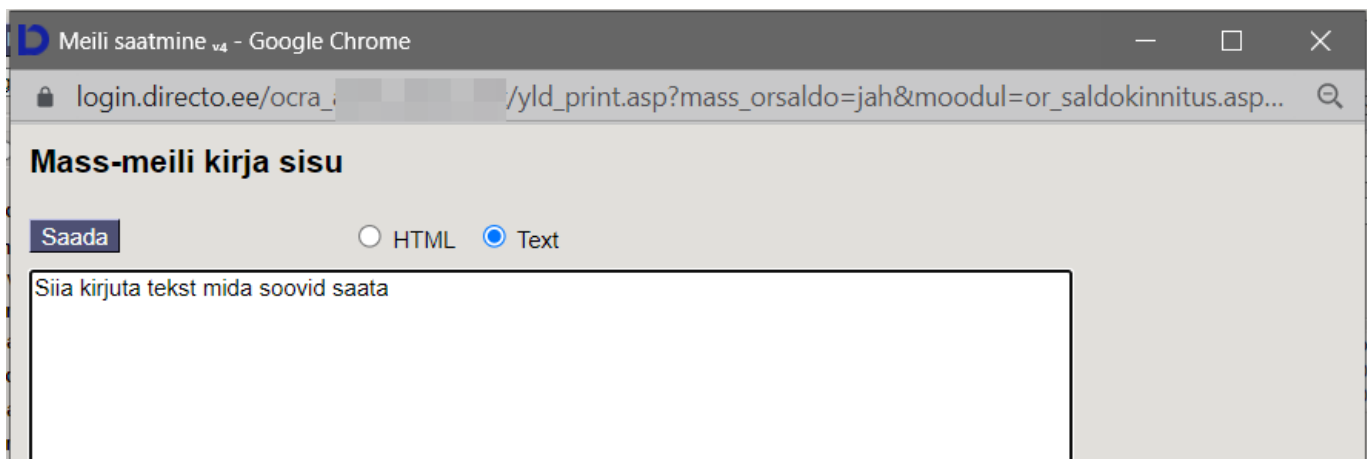 Meili saatmine v4 - Google Chrome
login.directo.ee/ocra_ /yld_print.asp?mass_orsaldo=jah&moodul=or_saldokinnitus.asp...
Mass-meili kirja sisu
Saada HTML Text
Siia kirjuta tekst mida soovid saata